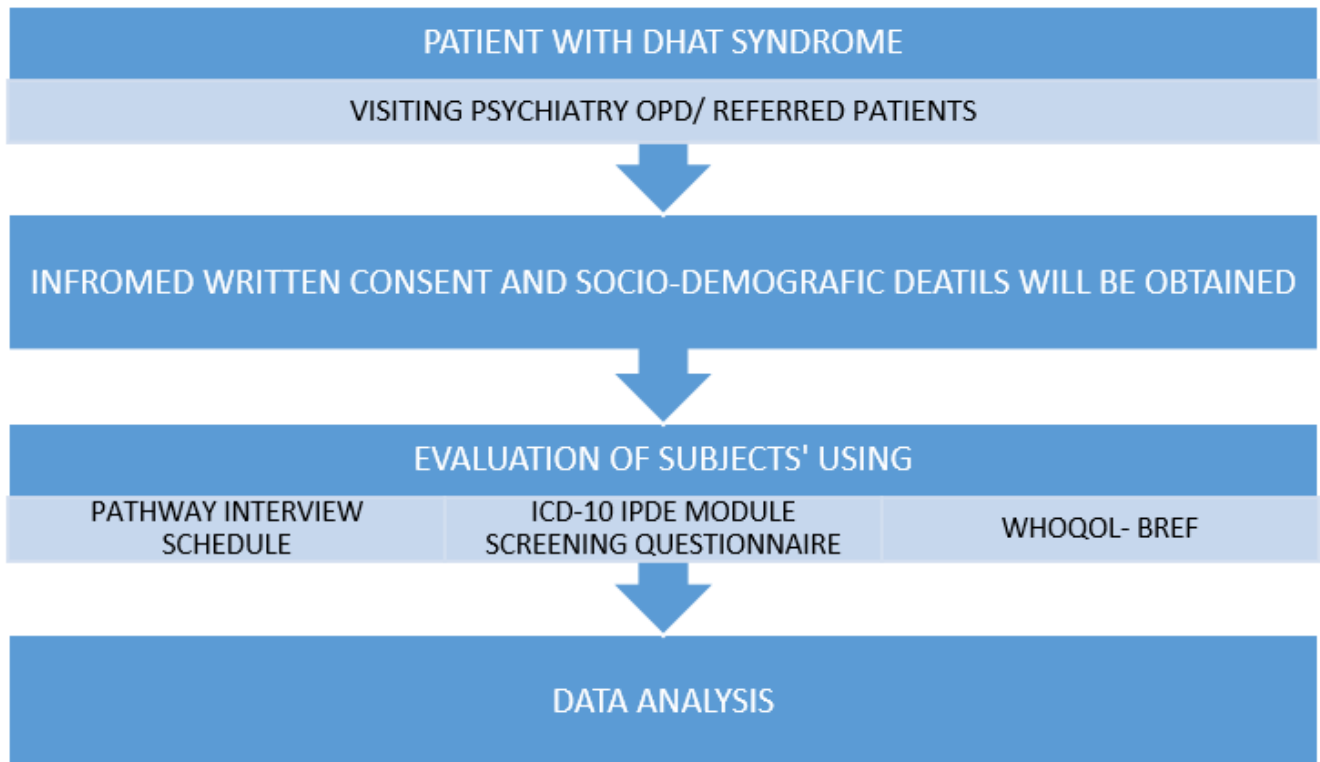 PATIENT WITH DHAT SYNDROME
VISITING PSYCHIATRY OPD/ REFERRED PATIENTS
INFROMED WRITTEN CONSENT AND SOCIO-DEMOGRAFIC DEATILS WILL BE OBTAINED
EVALUATION OF SUBJECTS' USING
PATHWAY INTERVIEW
SCHEDULE
ICD-10 IPDE MODULE
SCREENING QUESTIONNAIRE
WHOQOL- BREF
DATA ANALYSIS